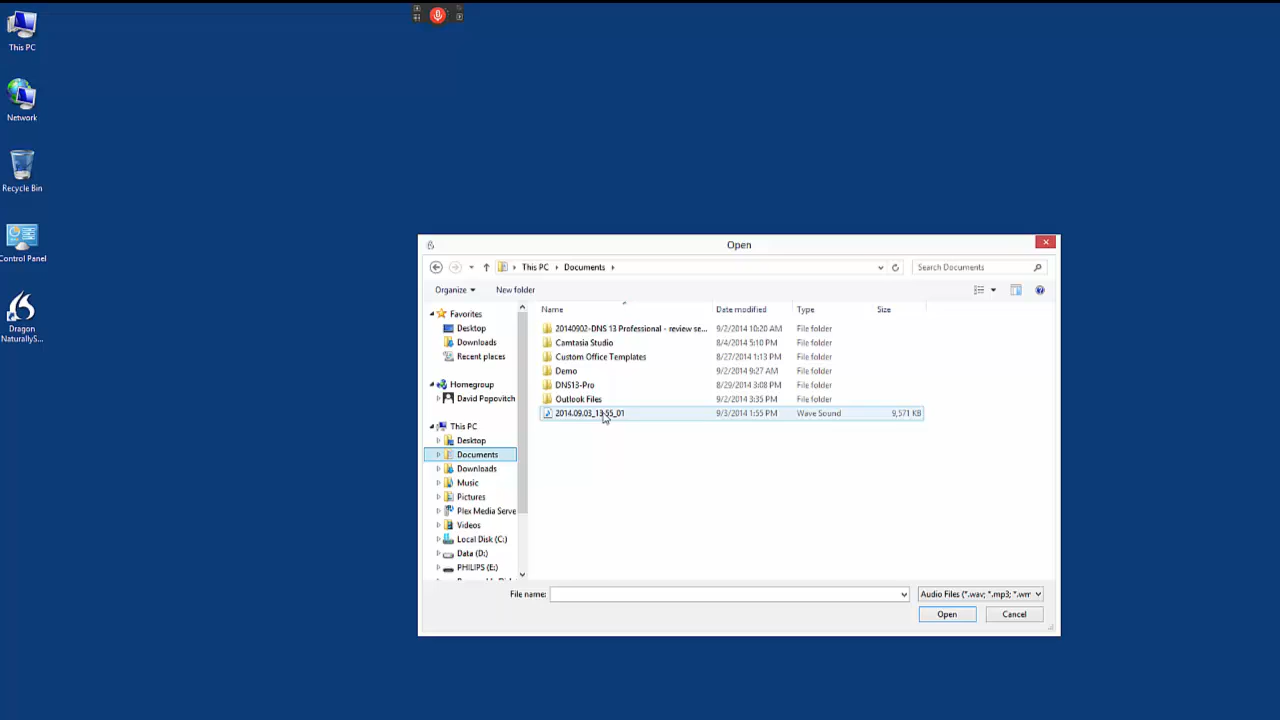 This PC
Network
Recycle Bin
Control Panel
Dragon
NaturallyS...
Open
This PC Documents
Search Documents
Organize New folder
Favorites
Desktop
Downloads
Recent places
Homegroup
David Popovitch
This PC
Desktop
Documents
Downloads
Music
Pictures
Plex Media Serve
Videos
Local Disk (C:)
Data (D:)
PHILIPS (E:)
Name Date modified Type Size
20140902-DNS 13 Professional - review se... 9/2/2014 10:20 AM File folder
Camtasia Studio 8/4/2014 5:10 PM File folder
Custom Office Templates 8/27/2014 1:13 PM File folder
Demo 9/2/2014 9:27 AM File folder
DNS13-Pro 8/29/2014 3:08 PM File folder
Outlook Files 9/2/2014 3:35 PM File folder
2014.09.03_13.55_01 9/3/2014 1:55 PM Wave Sound 9,571 KB
File name: Audio Files (*.wav; *.mp3; *.wm
Open Cancel